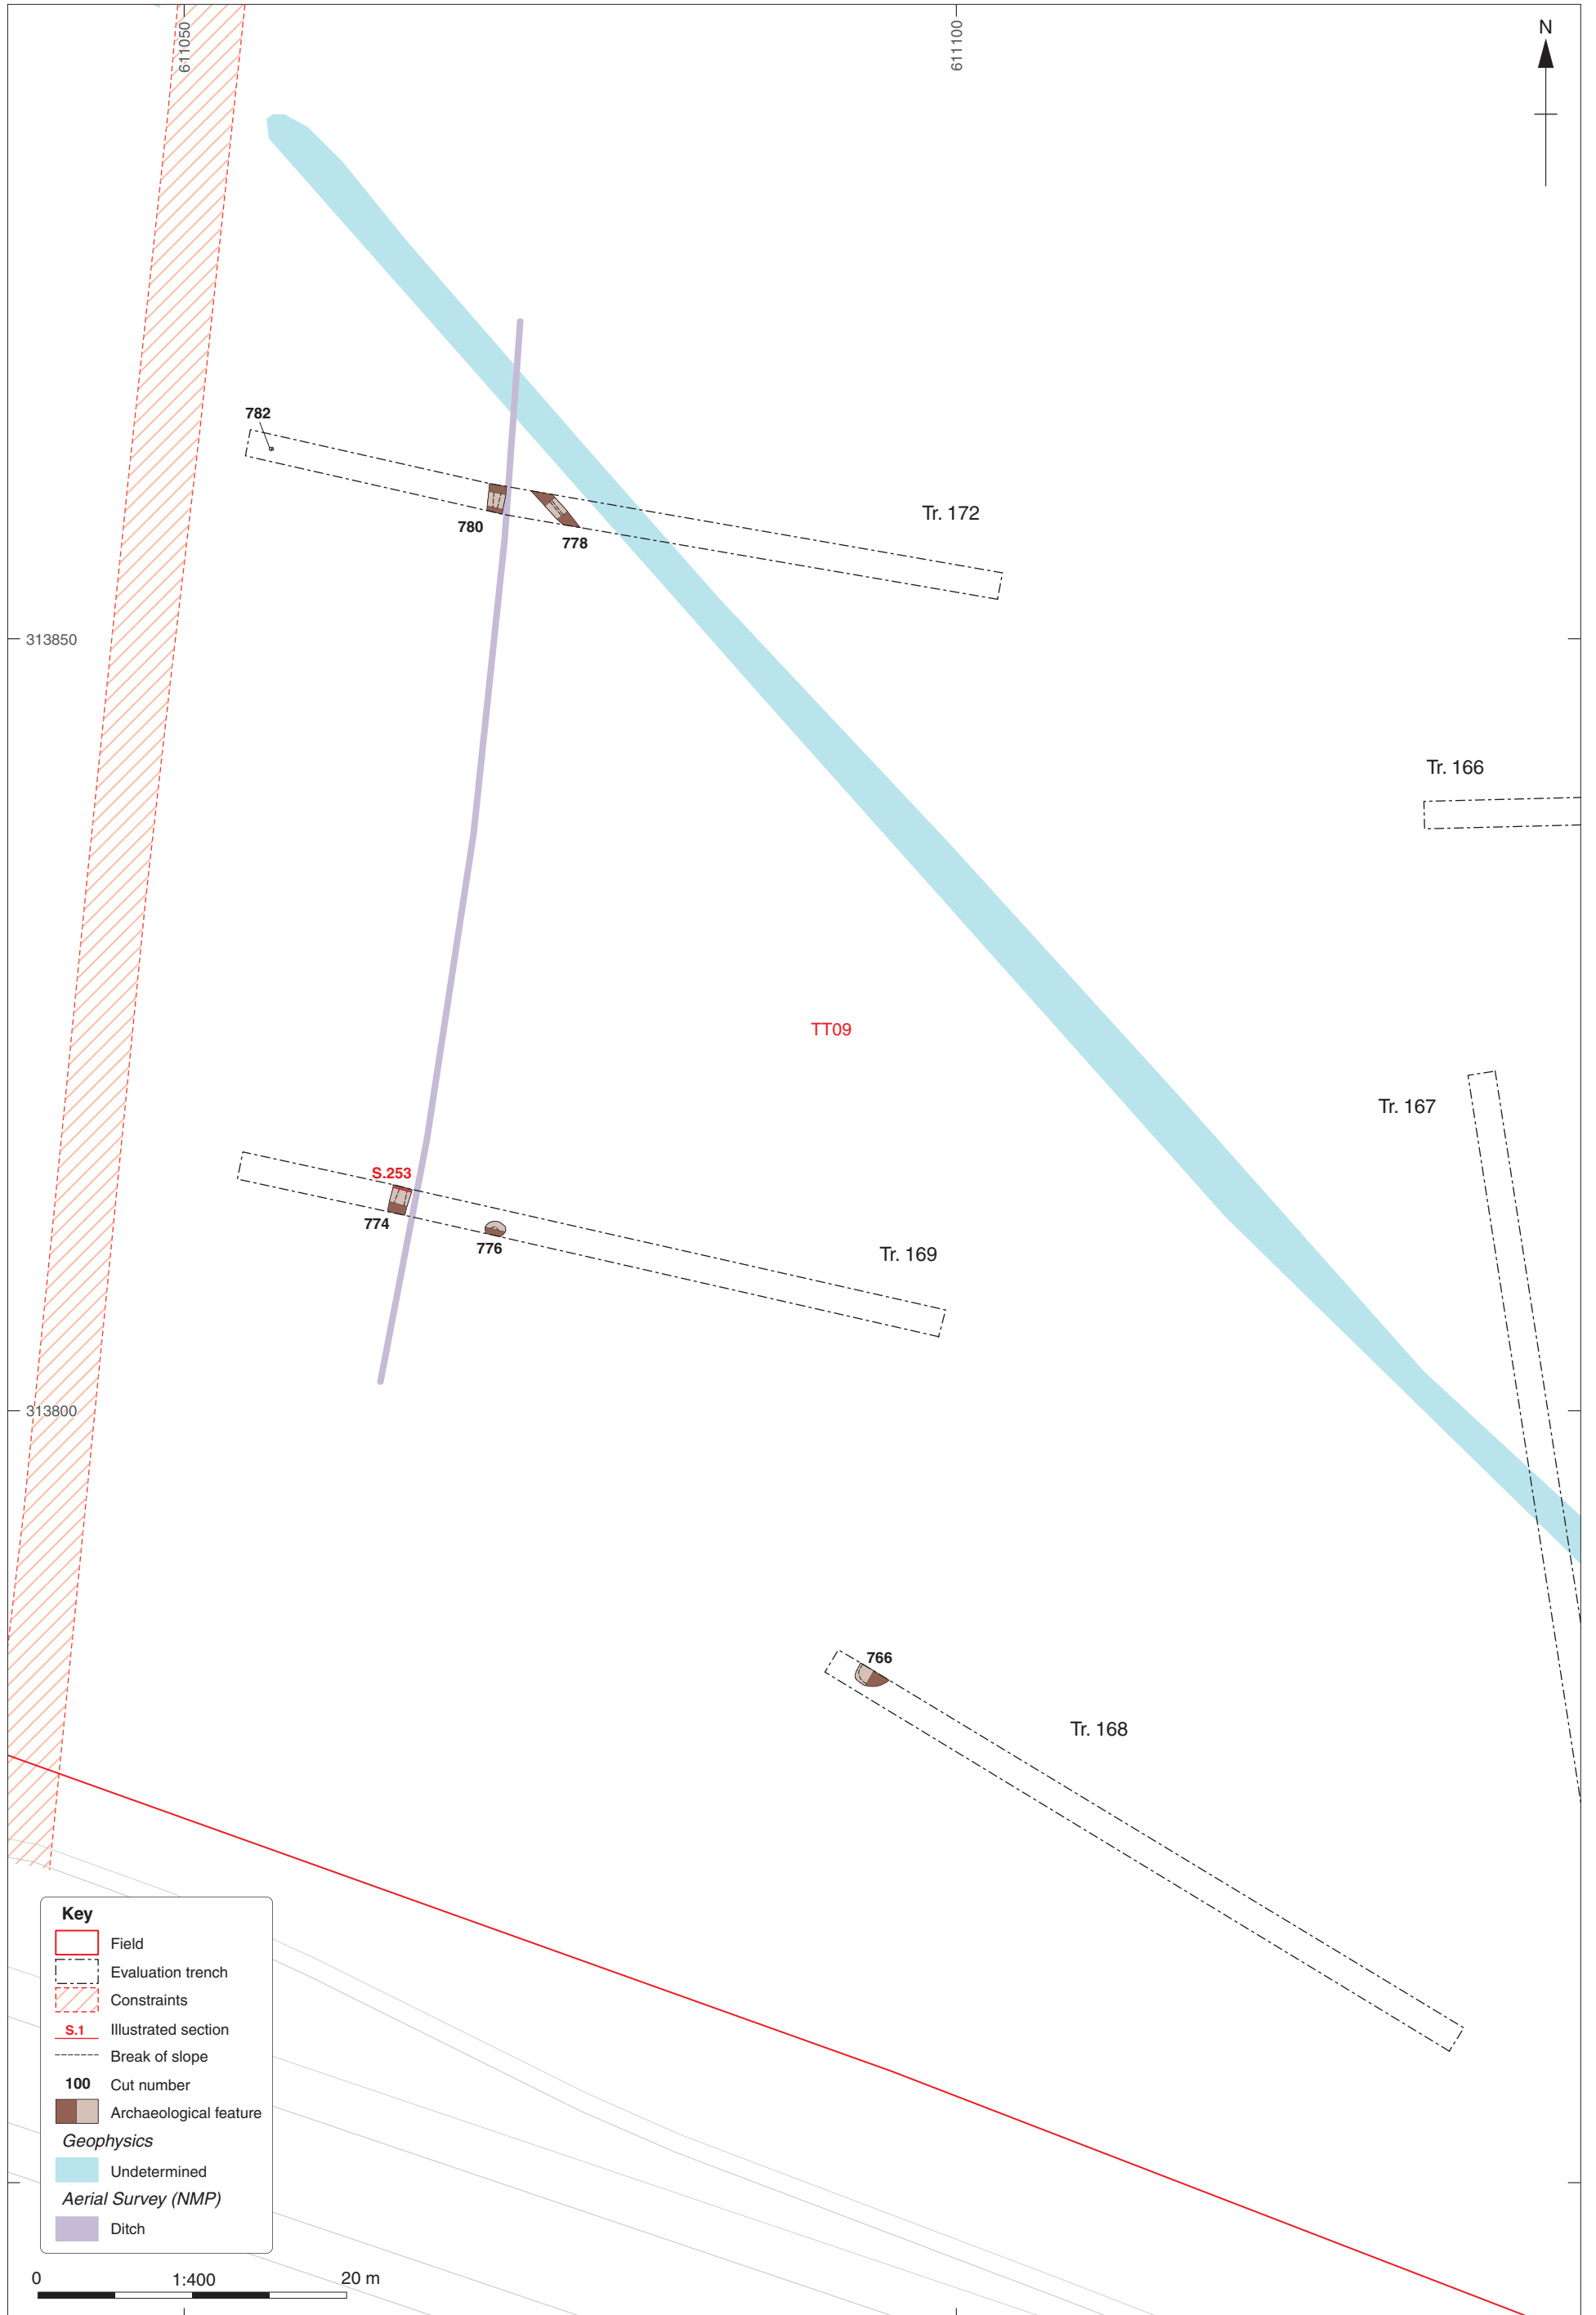 611050
611100
N
782
780
778
Tr. 172
313850
Tr. 166
TT09
Tr. 167
S.253
774
776
Tr. 169
313800
766
Tr. 168
Key
Field
Evaluation trench
Constraints
S.1 Illustrated section
Break of slope
100 Cut number
Archaeological feature
Geophysics
Undetermined
Aerial Survey (NMP)
Ditch
0 1:400 20 m